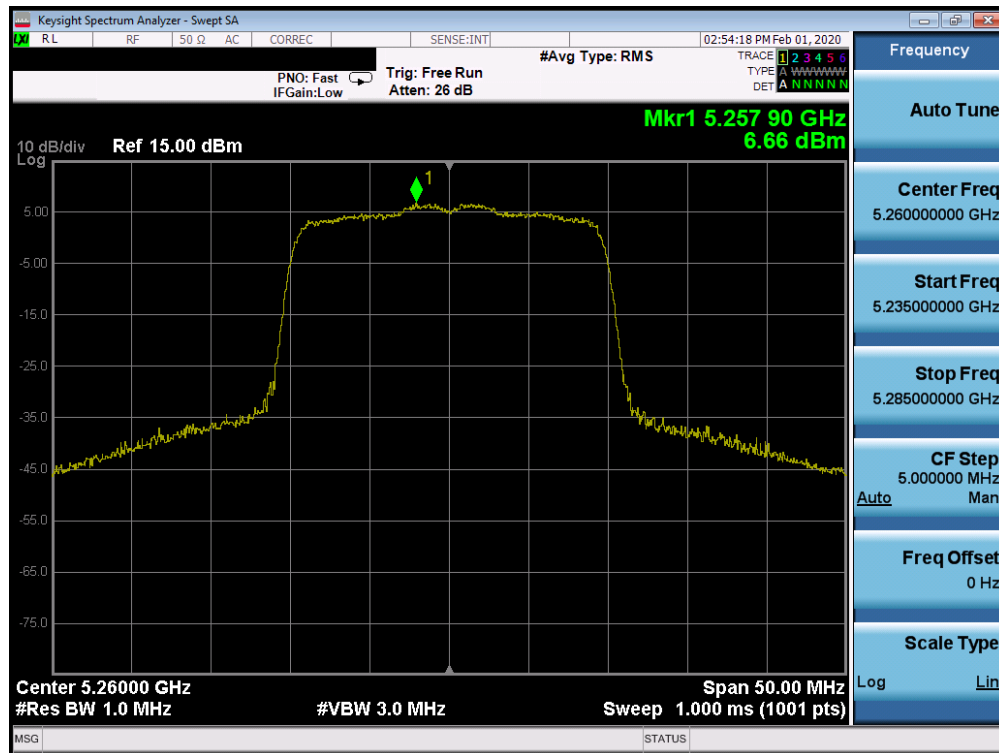 Keysight Spectrum Analyzer - Swept SA
LXI RL RF 50 Ω AC CORREC SENSE:INT 02:54:18 PM Feb 01, 2020
Frequency
#Avg Type: RMS
TRACE 1 2 3 4 5 6
PNO: Fast
Trig: Free Run
TYPE A WWWWW
IFGain:Low
Atten: 26 dB
DET A N N N N N
Auto Tune
Mkr1 5.257 90 GHz
6.66 dBm
10 dB/div
Ref 15.00 dBm
Log
1
5.00
-5.00
-15.0
-25.0
-35.0
-45.0
-55.0
-65.0
-75.0
Center Freq
5.260000000 GHz
Start Freq
5.235000000 GHz
Stop Freq
5.285000000 GHz
CF Step
5.000000 MHz
Auto Man
Freq Offset
0 Hz
Scale Type
Log Lin
Center 5.26000 GHz
Span 50.00 MHz
#Res BW 1.0 MHz
#VBW 3.0 MHz
Sweep 1.000 ms (1001 pts)
MSG
STATUS